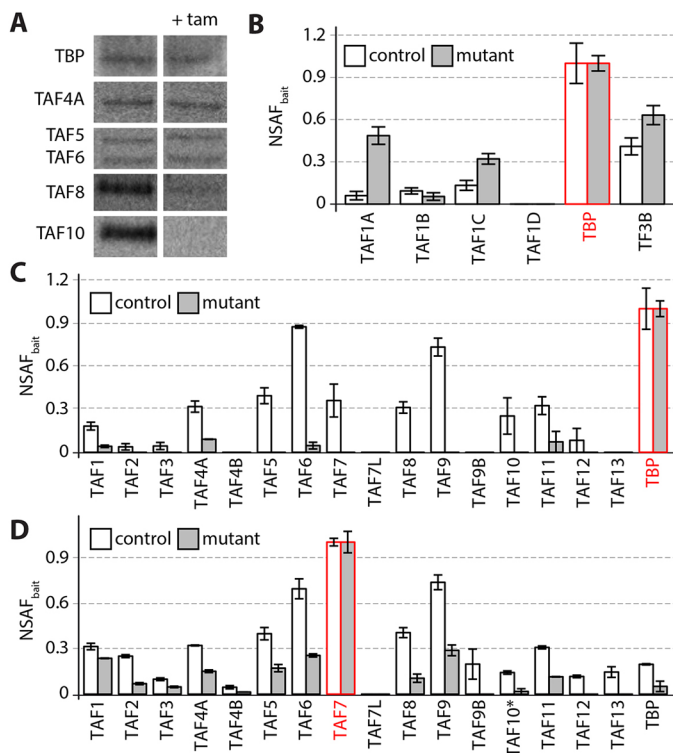 A
+ tam
TBP
TAF4A
TAF5
TAF6
TAF8
TAF10
B
control mutant
NSAFbait
1.2
0.9
0.6
0.3
0
TAF1A TAF1B TAF1C TAF1D TBP TF3B
C
control mutant
NSAFbait
1.2
0.9
0.6
0.3
0
TAF1 TAF2 TAF3 TAF4A TAF4B TAF5 TAF6 TAF7 TAF7L TAF8 TAF9 TAF9B TAF10 TAF11 TAF12 TAF13 TBP
D
control mutant
NSAFbait
0.9
0.6
0.3
0
TAF1 TAF2 TAF3 TAF4A TAF4B TAF5 TAF6 TAF7 TAF7L TAF8 TAF9 TAF9B TAF10* TAF11 TAF12 TAF13 TBP